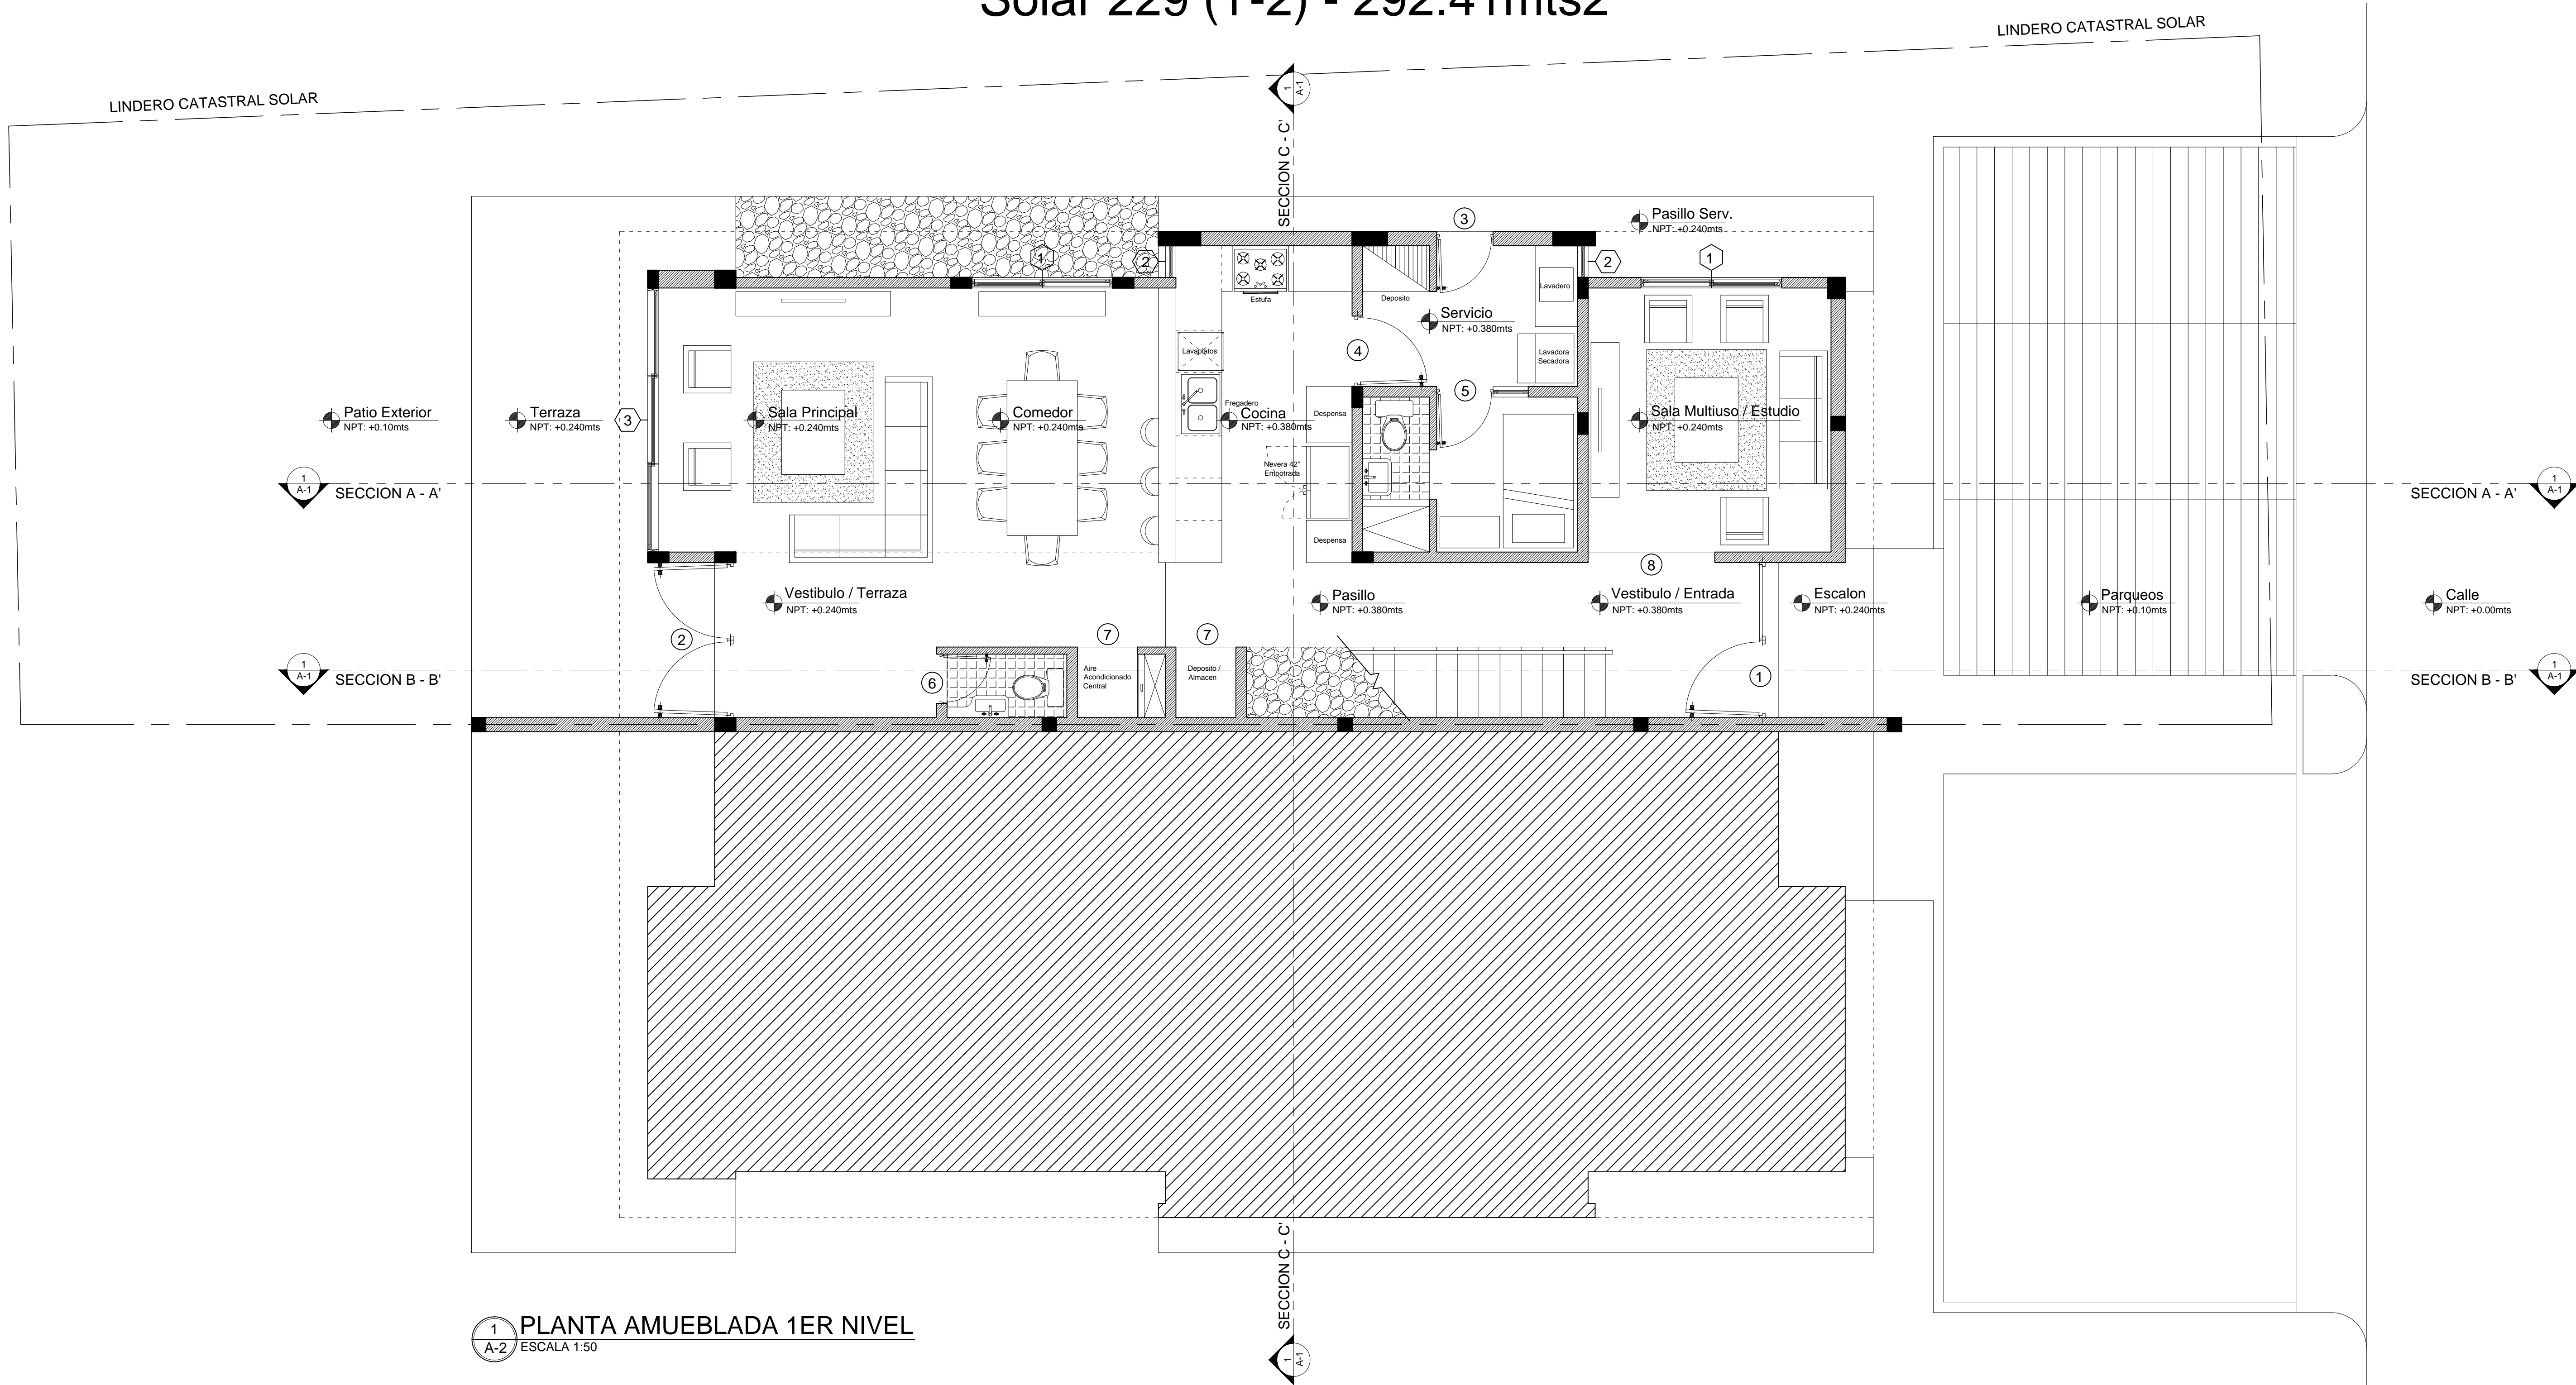 Solar 229 (T-2) - 292.41mts2
LINDERO CATASTRAL SOLAR
LINDERO CATASTRAL SOLAR
1
A-1
SECCION C - C'
3
Pasillo Serv.
NPT: +0.240mts
1
2
2
1
Estufa
Deposito
Lavadero
Servicio
NPT: +0.380mts
Lavaplatos
4
Lavadora
Secadora
5
Patio Exterior
NPT: +0.10mts
Terraza
NPT: +0.240mts
3
Sala Principal
NPT: +0.240mts
Comedor
NPT: +0.240mts
Fregadero
Cocina
NPT: +0.380mts
Despensa
Sala Multiuso / Estudio
NPT: +0.240mts
Nevera 42"
Empotrada
1
A-1
SECCION A - A'
SECCION A - A'
1
A-1
Despensa
8
Vestibulo / Terraza
NPT: +0.240mts
Pasillo
NPT: +0.380mts
Vestibulo / Entrada
NPT: +0.380mts
Escalon
NPT: +0.240mts
Parqueos
NPT: +0.10mts
Calle
NPT: +0.00mts
2
7
7
1
A-1
SECCION B - B'
6
Aire
Acondicionado
Central
Deposito /
Almacen
1
SECCION B - B'
1
A-1
SECCION C - C'
1
A-1
1
A-2
PLANTA AMUEBLADA 1ER NIVEL
ESCALA 1:50